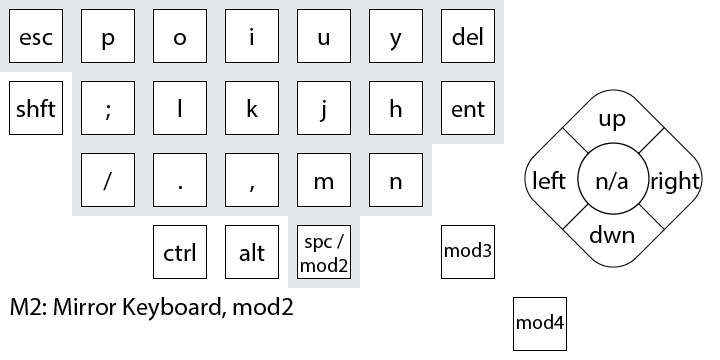 esc p o i u y del
shft ; l k j h ent
/ . , m n
ctrl alt spc / mod2 mod3
up
left n/a right
dwn
M2: Mirror Keyboard, mod2
mod4